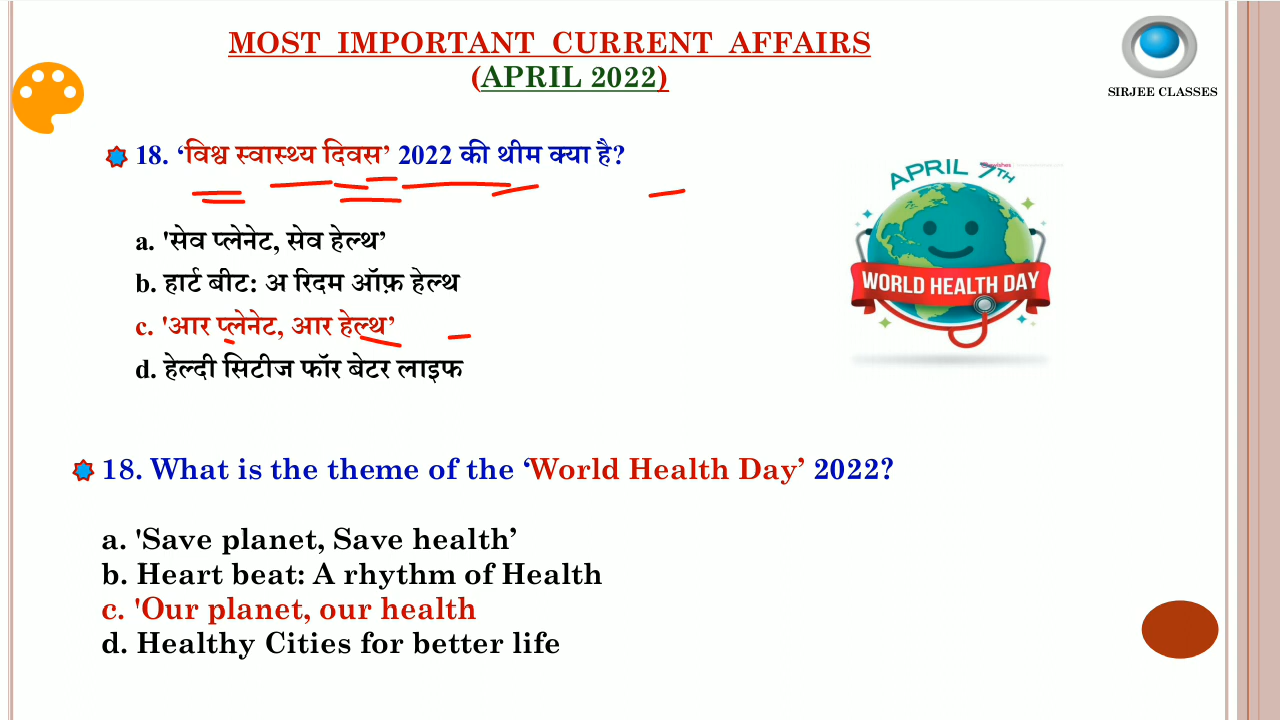 MOST IMPORTANT CURRENT AFFAIRS
(APRIL 2022)
SIRJEE CLASSES
18. ‘विश्व स्वास्थ्य दिवस’ 2022 की थीम क्या है?
a. 'सेव प्लेनेट, सेव हेल्थ’
b. हार्ट बीट: अ रिदम ऑफ़ हेल्थ
c. 'आर प्लेनेट, आर हेल्थ’
d. हेल्दी सिटीज फॉर बेटर लाइफ
APRIL 7TH
WORLD HEALTH DAY
18. What is the theme of the ‘World Health Day’ 2022?
a. 'Save planet, Save health’
b. Heart beat: A rhythm of Health
c. 'Our planet, our health
d. Healthy Cities for better life